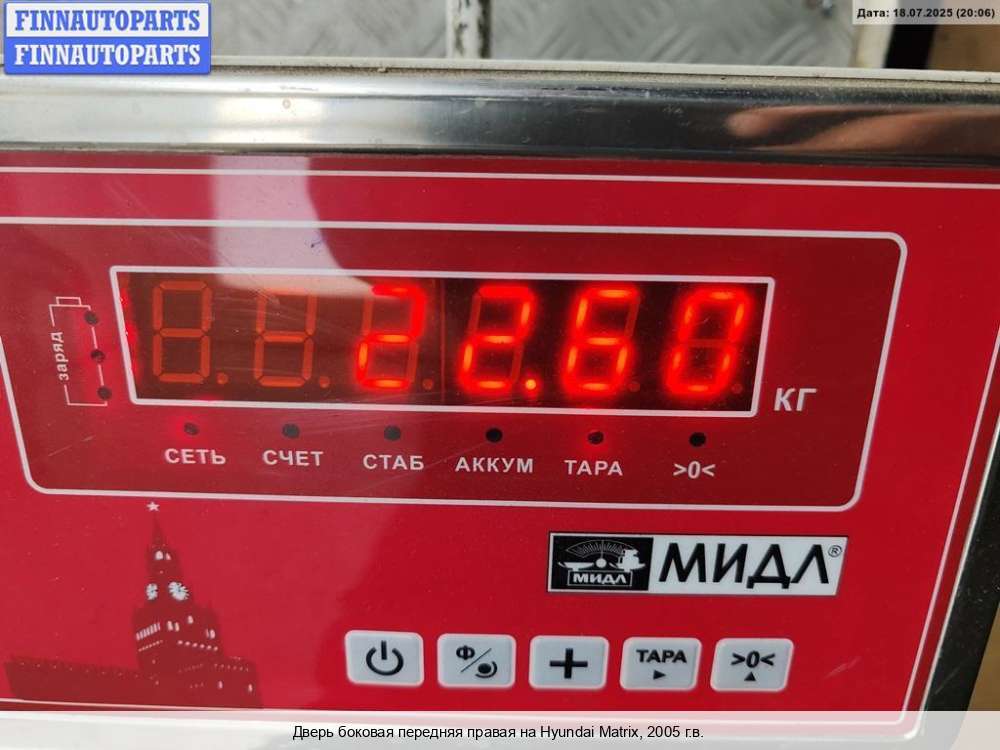 FINNAUTOPARTS
FINNAUTOPARTS
Дата: 18.07.2025 (20:06)
заряд
22.60
КГ
СЕТЬ СЧЕТ СТАБ АККУМ ТАРА >0<
МИДЛ МИДЛ®
Ф ТАРА >0<
Дверь боковая передняя правая на Hyundai Matrix, 2005 г.в.